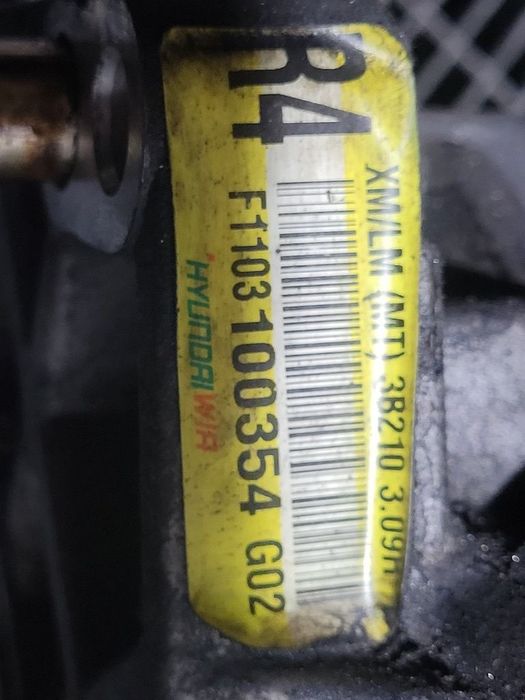 XM/LM (MT) 3B210 3.09
R4
F1103 100354 G02
HYUNDAI WIA